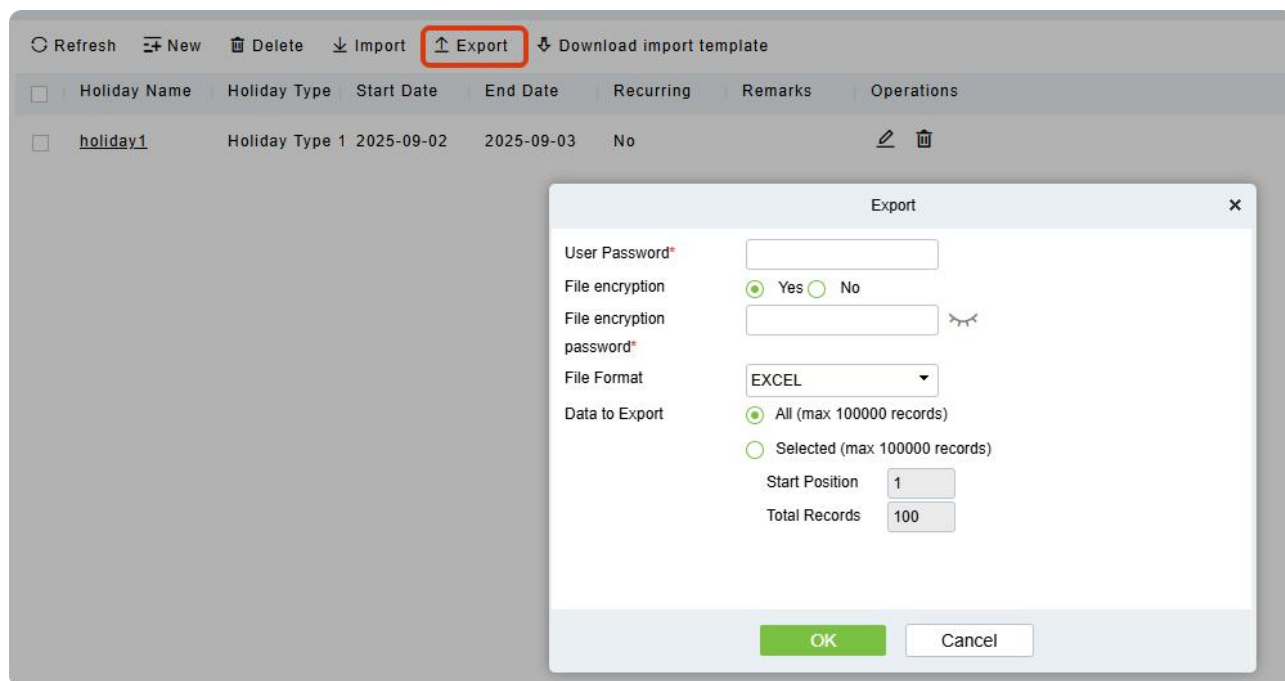 Refresh New Delete Import Export Download import template
Holiday Name Holiday Type Start Date End Date Recurring Remarks Operations
holiday1 Holiday Type 1 2025-09-02 2025-09-03 No
Export
User Password*
File encryption Yes No
File encryption
password*
File Format EXCEL
Data to Export All (max 100000 records)
Selected (max 100000 records)
Start Position 1
Total Records 100
OK Cancel